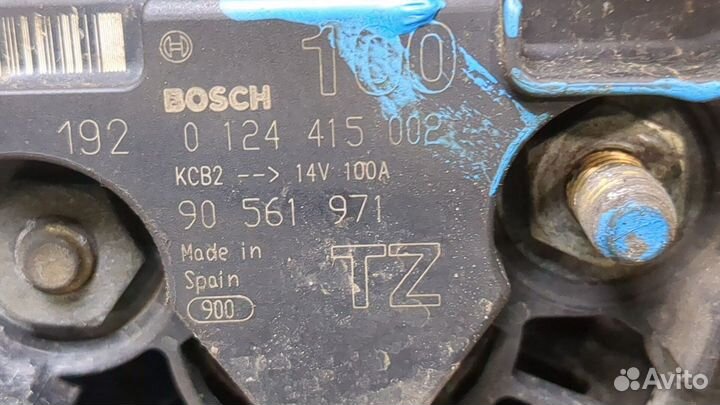 100
BOSCH
192 0 124 415 002
KCB2 --> 14V 100A
90 561 971
Made in
Spain
TZ
900
Avito